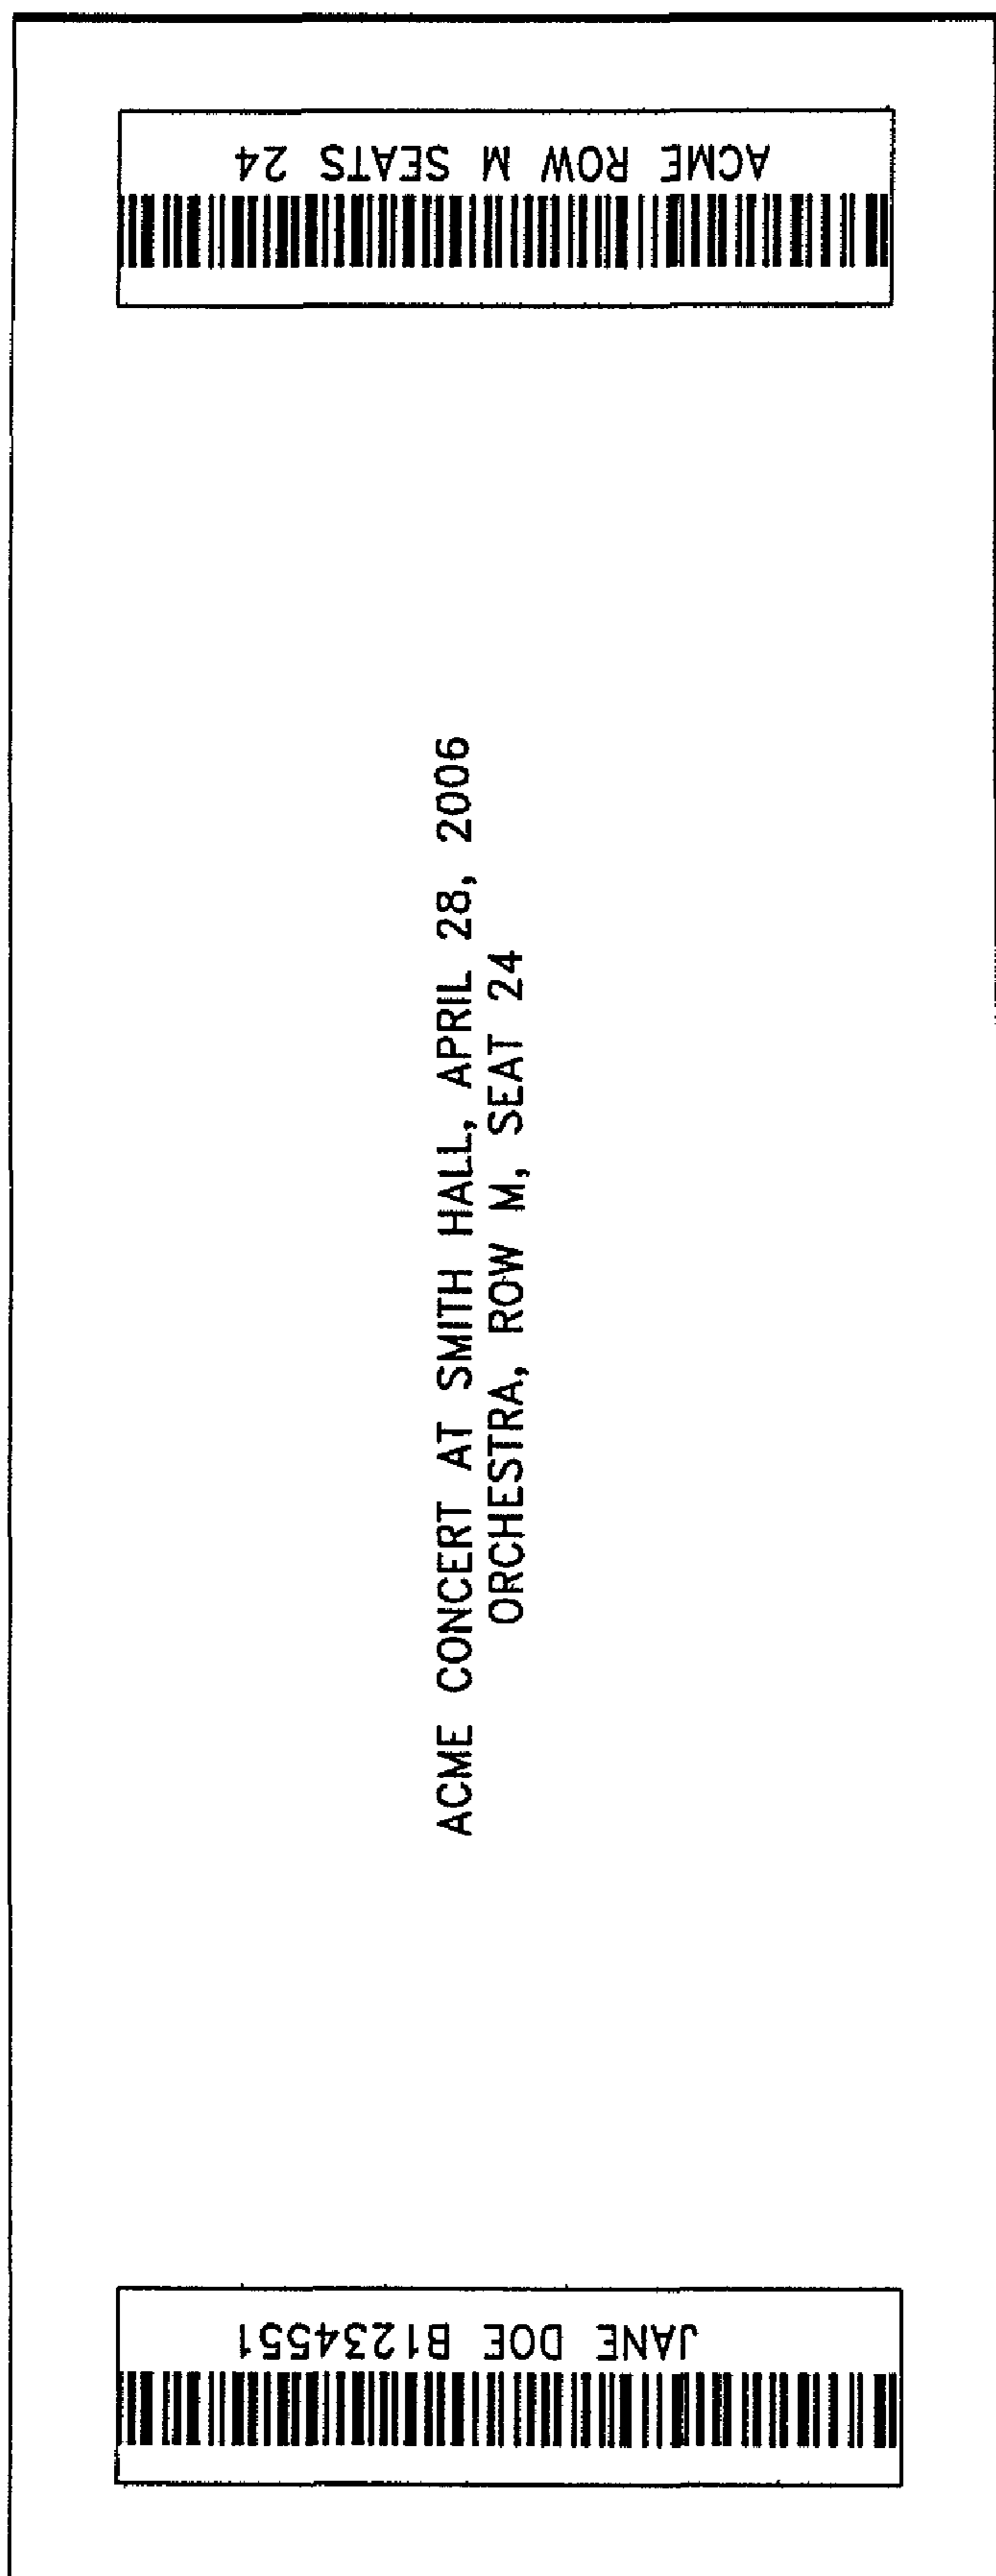 ACME ROW M SEATS 24
ACME CONCERT AT SMITH HALL, APRIL 28, 2006
ORCHESTRA, ROW M, SEAT 24
JANE DOE B1234551